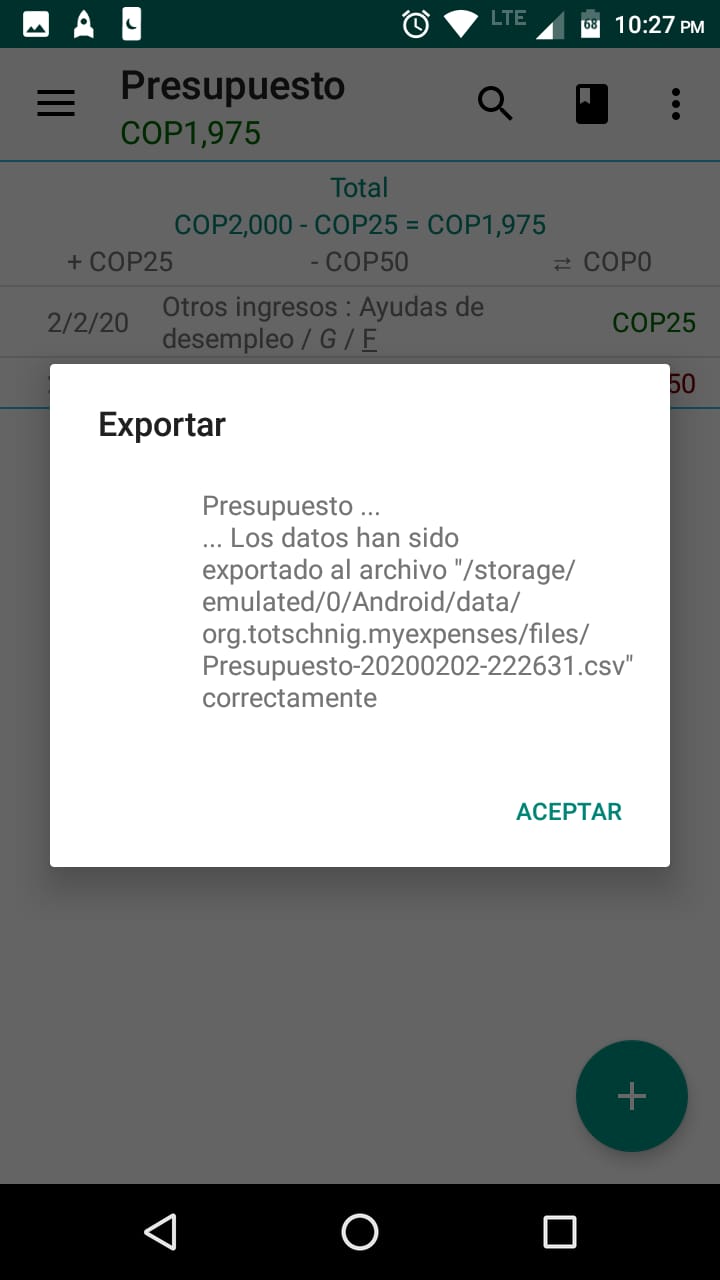 LTE 68 10:27 PM
Presupuesto
COP1,975
Total
COP2,000 - COP25 = COP1,975
+ COP25 - COP50 ⇄ COP0
2/2/20 Otros ingresos : Ayudas de COP25
desempleo / G / F
50
Exportar
Presupuesto ...
... Los datos han sido
exportado al archivo "/storage/
emulated/0/Android/data/
org.totschnig.myexpenses/files/
Presupuesto-20200202-222631.csv"
correctamente
ACEPTAR